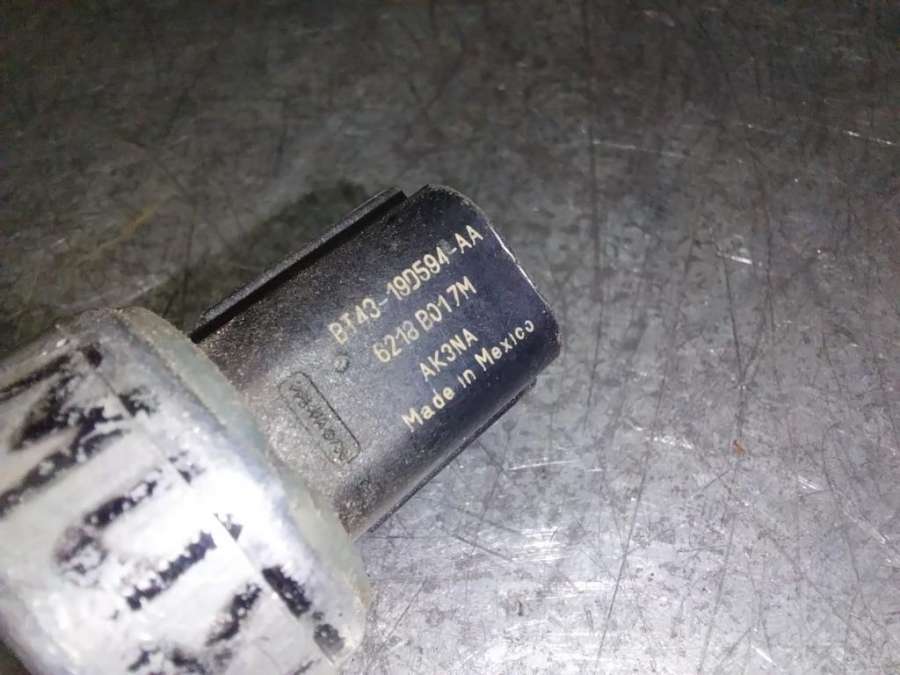 BT43-19D594-AA
6218 B017M
AK3NA
Made in Mexico